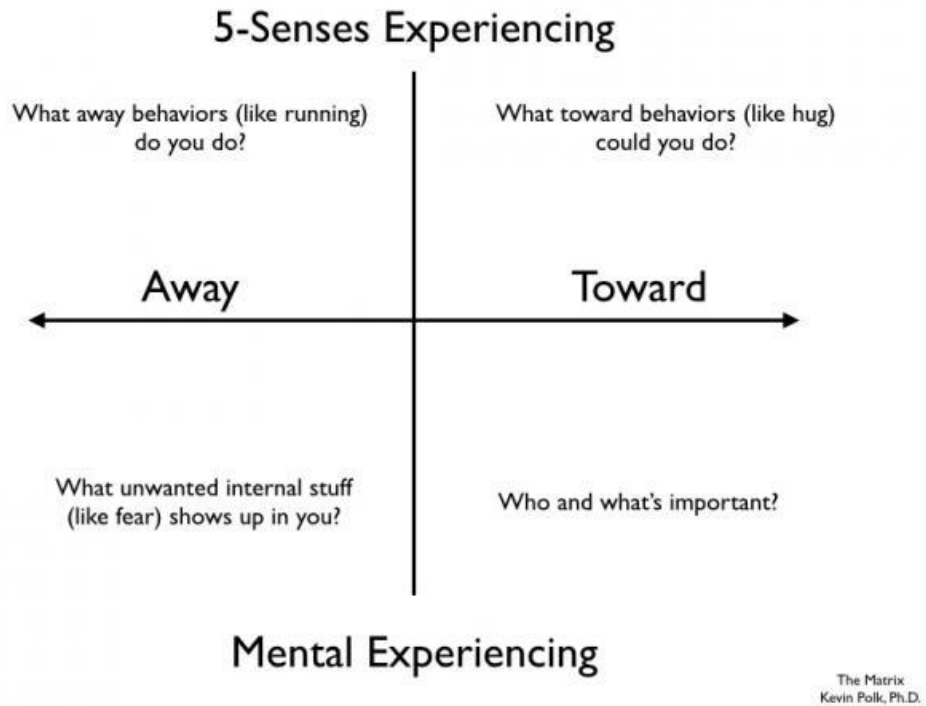 5-Senses Experiencing
What away behaviors (like running)
do you do?
What toward behaviors (like hug)
could you do?
Away
Toward
What unwanted internal stuff
(like fear) shows up in you?
Who and what's important?
Mental Experiencing
The Matrix
Kevin Polk, Ph.D.